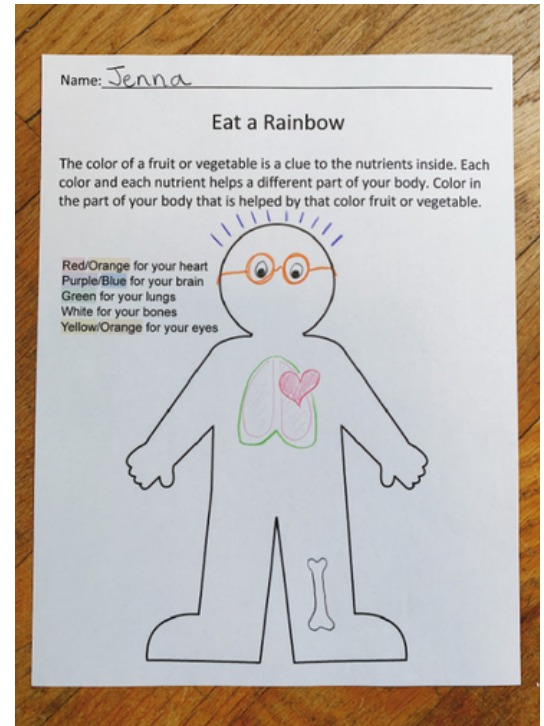 Name: Jenna
Eat a Rainbow
The color of a fruit or vegetable is a clue to the nutrients inside. Each
color and each nutrient helps a different part of your body. Color in
the part of your body that is helped by that color fruit or vegetable.
Red/Orange for your heart
Purple/Blue for your brain
Green for your lungs
White for your bones
Yellow/Orange for your eyes